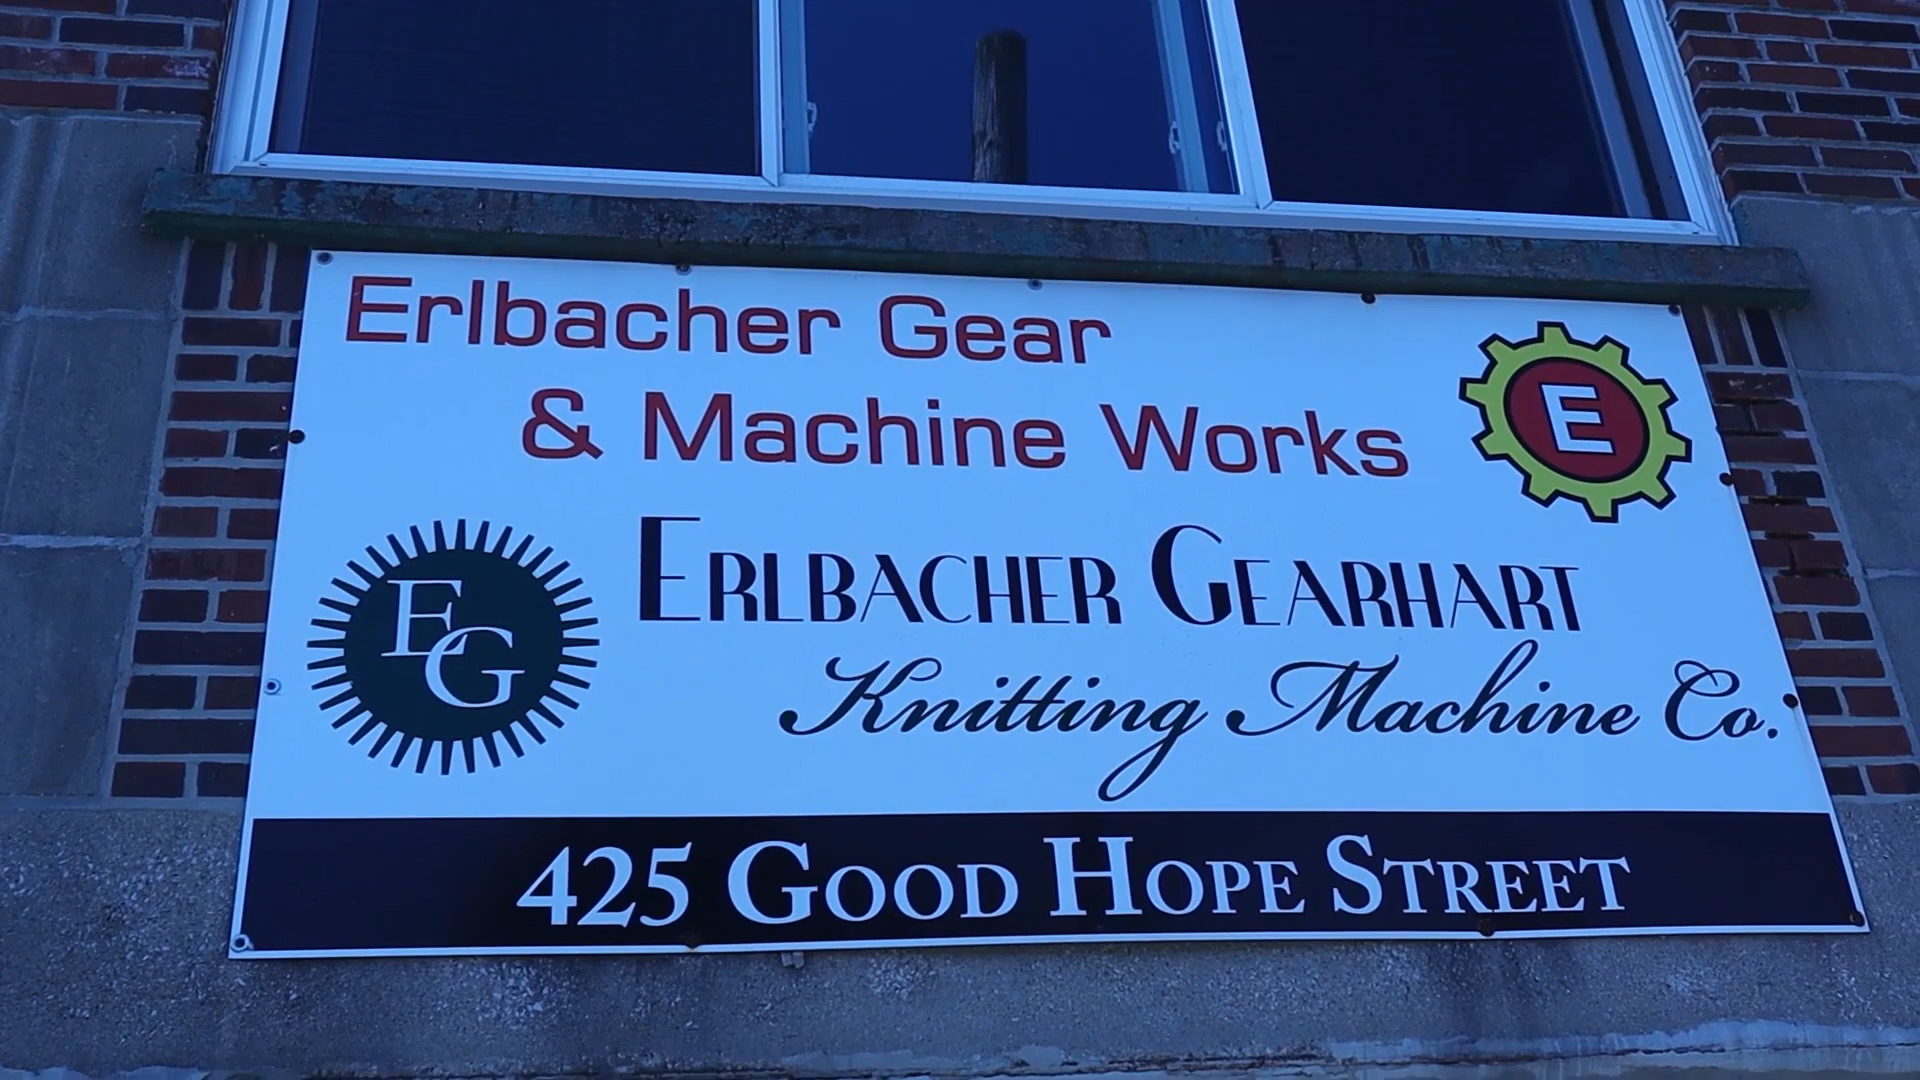 Erlbacher Gear
& Machine Works
E
EG
ERLBACHER GEARHART
Knitting Machine Co.
425 GOOD HOPE STREET